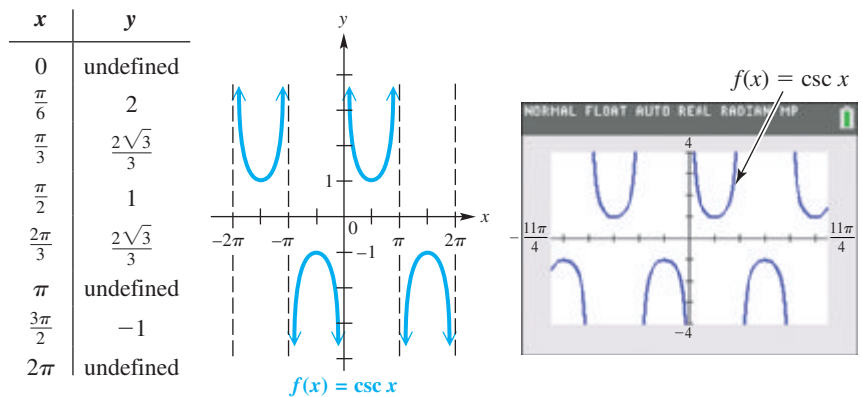 x y
0 undefined
π/6 2
π/3 2√3/3
π/2 1
2π/3 2√3/3
π undefined
3π/2 −1
2π undefined
y
1
−2π −π 0 π 2π x
−1
f(x) = csc x
f(x) = csc x
NORMAL FLOAT AUTO REAL RADIAN MP
4
−11π/4 11π/4
−4